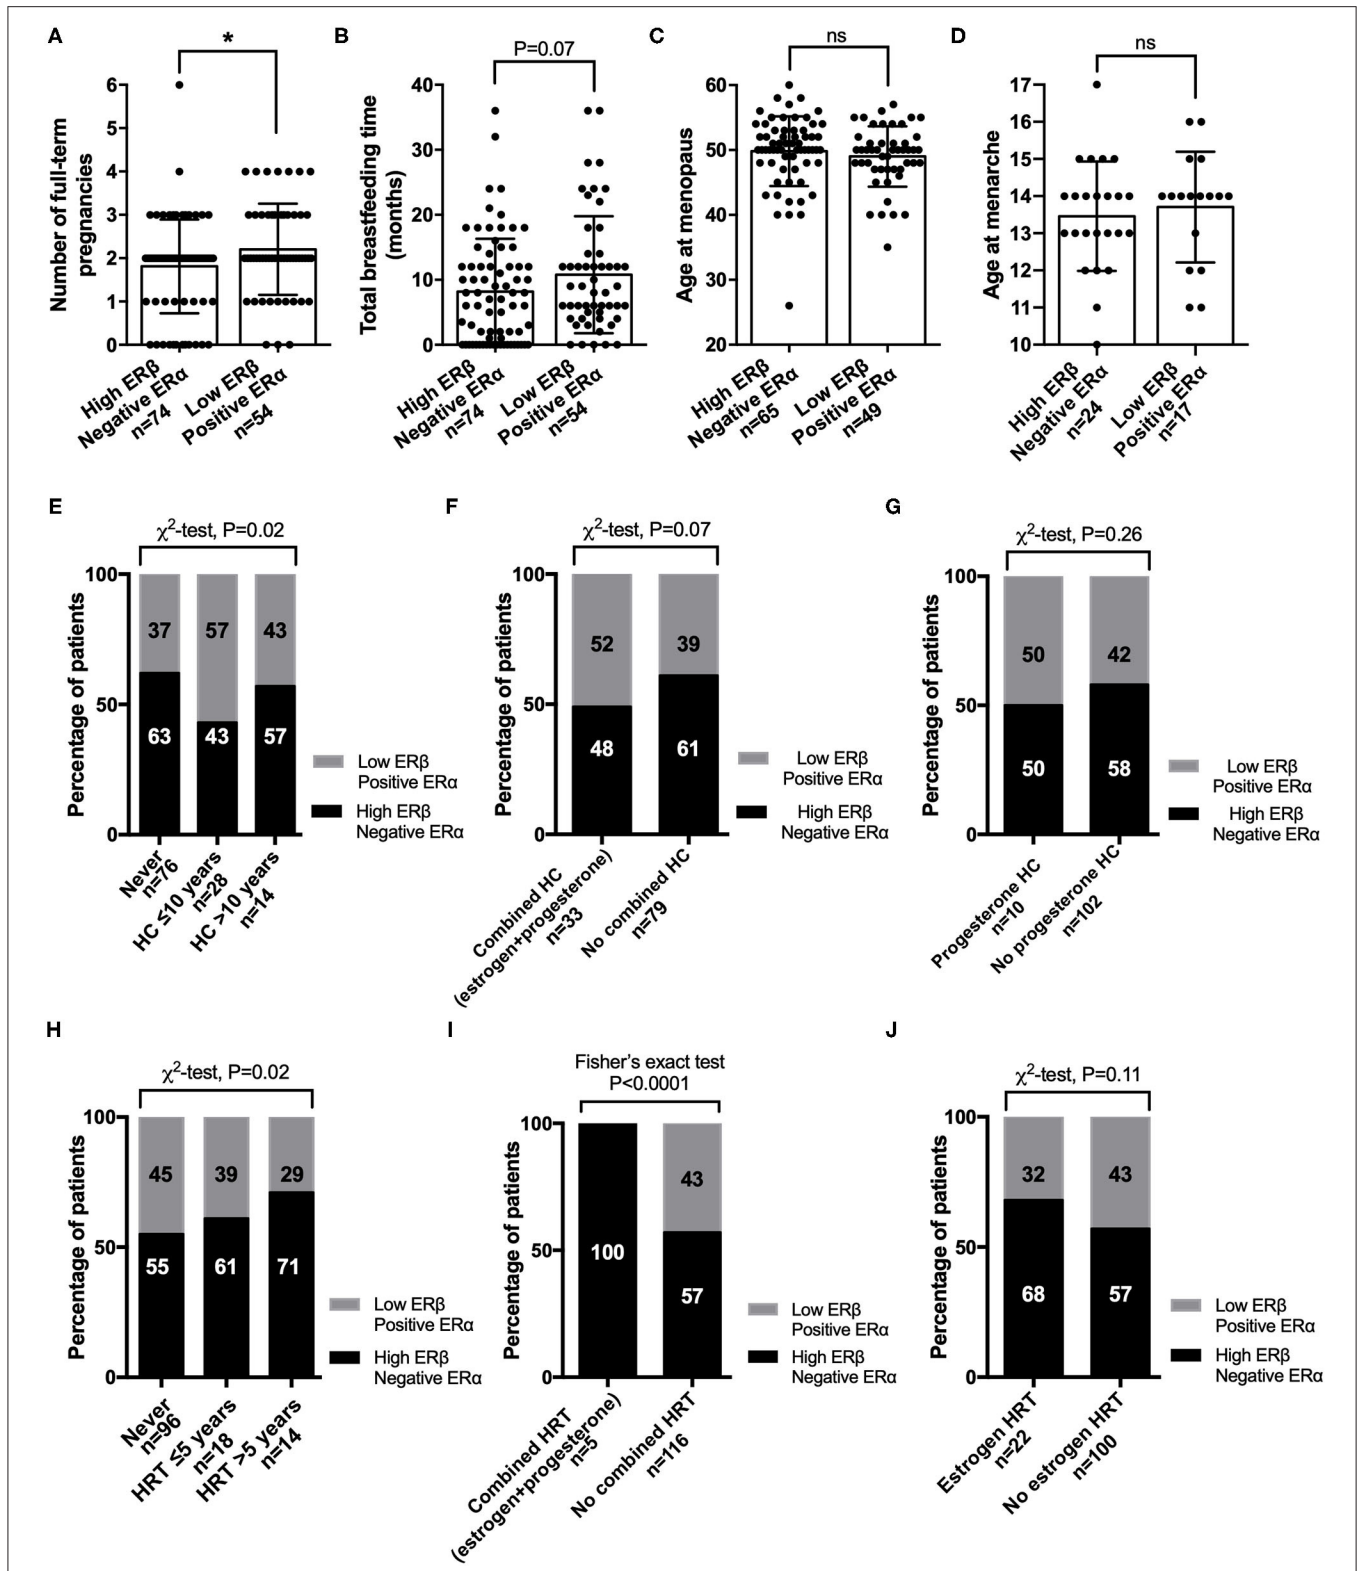 A
*
Number of full-term
pregnancies
6
5
4
3
2
1
0
High ERβ
Negative ERα
n=74
Low ERβ
Positive ERα
n=54
B
P=0.07
Total breastfeeding time
(months)
40
30
20
10
0
High ERβ
Negative ERα
n=74
Low ERβ
Positive ERα
n=54
C
ns
Age at menopaus
60
50
40
30
20
High ERβ
Negative ERα
n=65
Low ERβ
Positive ERα
n=49
D
ns
Age at menarche
17
16
15
14
13
12
11
10
High ERβ
Negative ERα
n=24
Low ERβ
Positive ERα
n=17
E
χ²-test, P=0.02
Percentage of patients
100
50
0
37 57 43
63 43 57
Never
n=76
HC ≤10 years
n=28
HC >10 years
n=14
Low ERβ
Positive ERα
High ERβ
Negative ERα
F
χ²-test, P=0.07
Percentage of patients
100
50
0
52 39
48 61
Combined HC
(estrogen+progesterone)
n=33
No combined HC
n=79
Low ERβ
Positive ERα
High ERβ
Negative ERα
G
χ²-test, P=0.26
Percentage of patients
100
50
0
50 42
50 58
Progesterone HC
n=10
No progesterone HC
n=102
Low ERβ
Positive ERα
High ERβ
Negative ERα
H
χ²-test, P=0.02
Percentage of patients
100
50
0
45 39 29
55 61 71
Never
n=96
HRT ≤5 years
n=18
HRT >5 years
n=14
Low ERβ
Positive ERα
High ERβ
Negative ERα
I
Fisher's exact test
P<0.0001
Percentage of patients
100
50
0
43
100
57
Combined HRT
(estrogen+progesterone)
n=5
No combined HRT
n=116
Low ERβ
Positive ERα
High ERβ
Negative ERα
J
χ²-test, P=0.11
Percentage of patients
100
50
0
32 43
68 57
Estrogen HRT
n=22
No estrogen HRT
n=100
Low ERβ
Positive ERα
High ERβ
Negative ERα